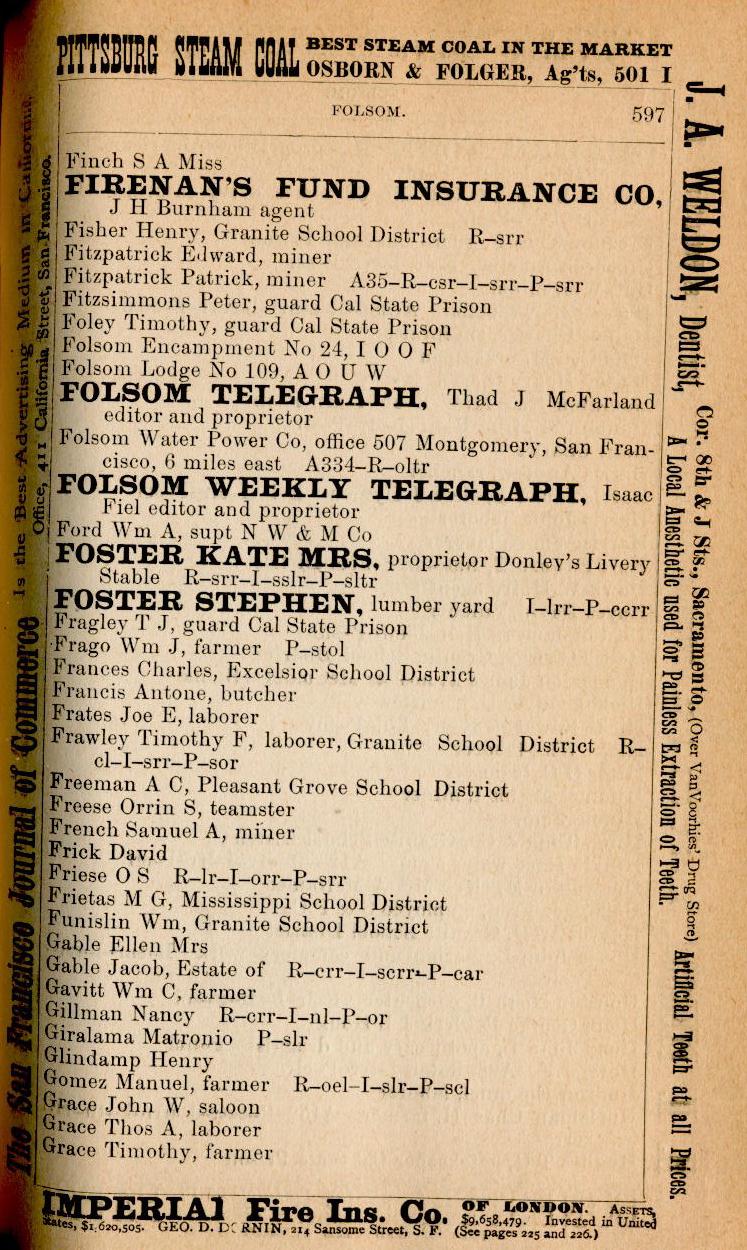 PITTSBURG STEAM COAL BEST STEAM COAL IN THE MARKET
OSBORN & FOLGER, Ag'ts, 501 I
FOLSOM. 597
Finch S A Miss
FIRENAN'S FUND INSURANCE CO,
J H Burnham agent
Fisher Henry, Granite School District R–srr
Fitzpatrick Edward, miner
Fitzpatrick Patrick, miner A35–R–csr–I–srr–P–srr
Fitzsimmons Peter, guard Cal State Prison
Foley Timothy, guard Cal State Prison
Folsom Encampment No 24, I O O F
Folsom Lodge No 109, A O U W
FOLSOM TELEGRAPH, Thad J McFarland
editor and proprietor
Folsom Water Power Co, office 507 Montgomery, San Fran-
cisco, 6 miles east A334–R–oltr
FOLSOM WEEKLY TELEGRAPH, Isaac
Fiel editor and proprietor
Ford Wm A, supt N W & M Co
FOSTER KATE MRS, proprietor Donley's Livery
Stable R–srr–I–sslr–P–sltr
FOSTER STEPHEN, lumber yard I–lrr–P–ccrr
Fragley T J, guard Cal State Prison
Frago Wm J, farmer P–stol
Frances Charles, Excelsior School District
Francis Antone, butcher
Frates Joe E, laborer
Frawley Timothy F, laborer, Granite School District R–
cl–I–srr–P–sor
Freeman A C, Pleasant Grove School District
Freese Orrin S, teamster
French Samuel A, miner
Frick David
Friese O S R–lr–I–orr–P–srr
Frietas M G, Mississippi School District
Funislin Wm, Granite School District
Gable Ellen Mrs
Gable Jacob, Estate of R–crr–I–scrr–P–car
Gavitt Wm C, farmer
Gillman Nancy R–crr–I–nl–P–or
Giralama Matronio P–slr
Glindamp Henry
Gomez Manuel, farmer R–oel–I–slr–P–scl
Grace John W, saloon
Grace Thos A, laborer
Grace Timothy, farmer
IMPERIAL Fire Ins. Co. OF LONDON. ASSETS,
$9,658,479. Invested in United
States, $1,620,505. GEO. D. DORNIN, 214 Sansome Street, S. F. (See pages 225 and 226.)
The San Francisco Journal of Commerce Is the Best Advertising Medium in California.
Office, 411 California Street, San Francisco.
J. A. WELDON, Dentist, Cor. 8th & J Sts., Sacramento, (Over VanVoorhies' Drug Store) Artificial Teeth at all Prices.
A Local Anesthetic used for Painless Extraction of Teeth.